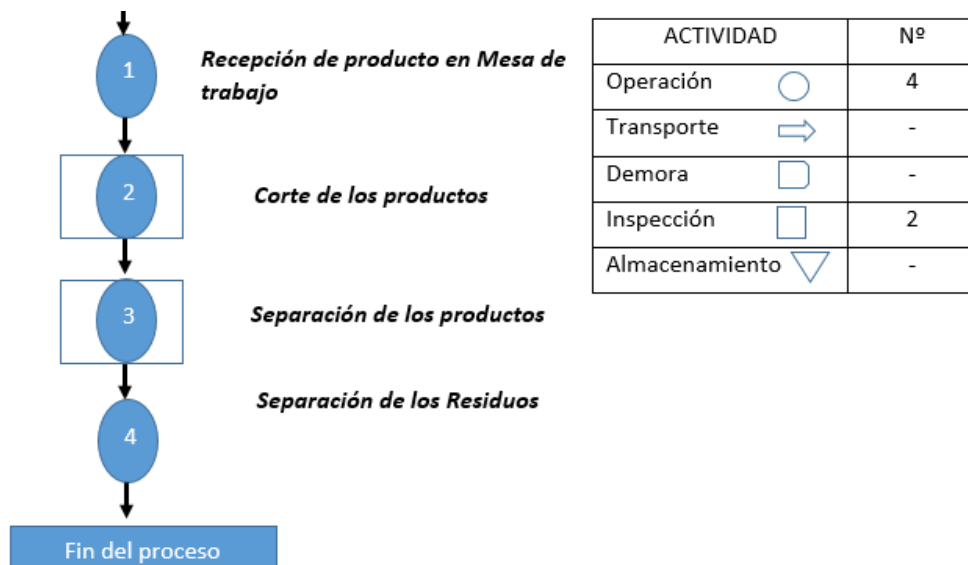 1
Recepción de producto en Mesa de
trabajo
2
Corte de los productos
3
Separación de los productos
Separación de los Residuos
4
Fin del proceso
ACTIVIDAD Nº
Operación 4
Transporte -
Demora -
Inspección 2
Almacenamiento -